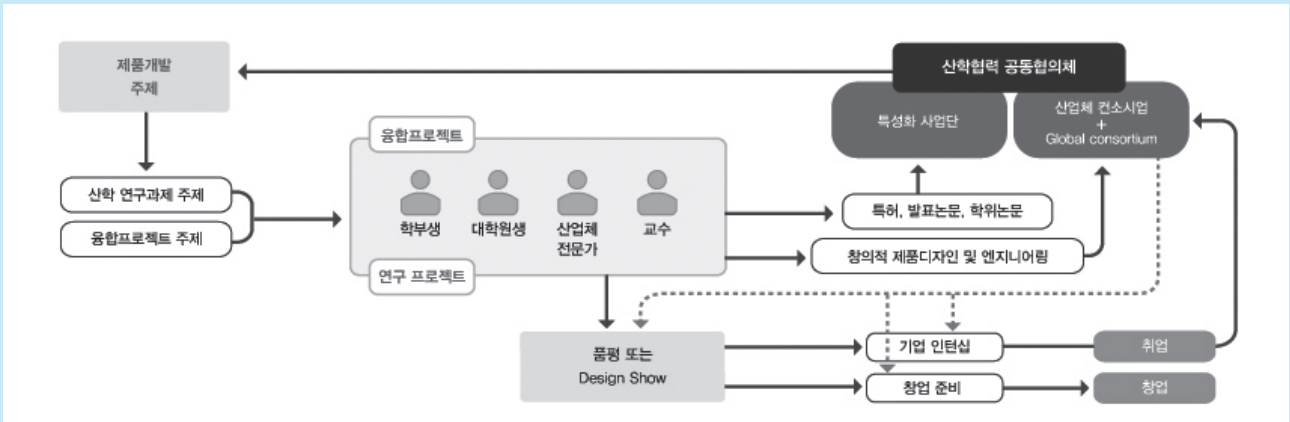 제품개발
주제
산학 연구과제 주제
융합프로젝트 주제
융합프로젝트
학부생
대학원생
산업체
전문가
교수
연구 프로젝트
산학협력 공동협의체
특성화 사업단
산업체 컨소시업
+
Global consortium
특허, 발표논문, 학위논문
창의적 제품디자인 및 엔지니어링
품평 또는
Design Show
기업 인턴십
취업
창업 준비
창업